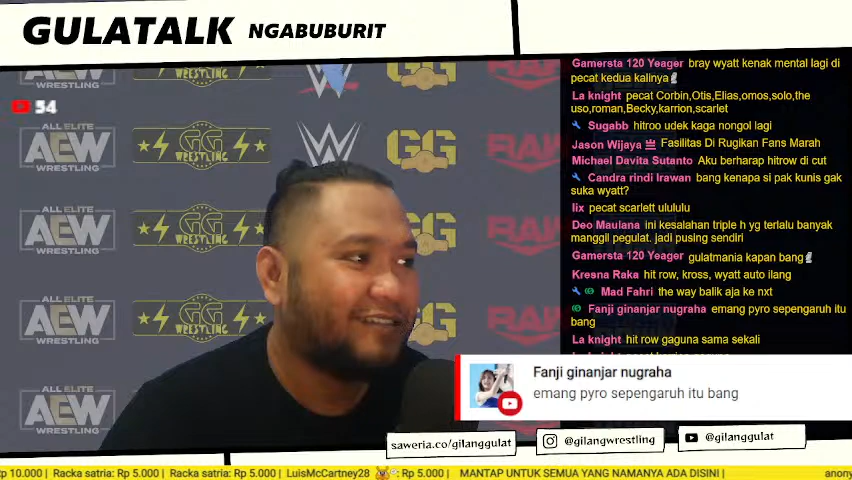 GULATALK NGABUBURIT
54
ALL ELITE
AEW
WRESTLING
GG
WRESTLING
W
GG
RAW
Gamersta 120 Yeager bray wyatt kenak mental lagi di
pecat kedua kalinya
La knight pecat Corbin,Otis,Elias,omos,solo,the
uso,roman,Becky,karrion,scarlet
Sugabb hitroo udek kaga nongol lagi
Jason Wijaya Fasilitas Di Rugikan Fans Marah
Michael Davita Sutanto Aku berharap hitrow di cut
Candra rindi Irawan bang kenapa si pak kunis gak
suka wyatt?
lix pecat scarlett ulululu
Deo Maulana ini kesalahan triple h yg terlalu banyak
manggil pegulat. jadi pusing sendiri
Gamersta 120 Yeager gulatmania kapan bang
Kresna Raka hit row, kross, wyatt auto ilang
Mad Fahri the way balik aja ke nxt
Fanji ginanjar nugraha emang pyro sepengaruh itu
bang
La knight hit row gaguna sama sekali
Fanji ginanjar nugraha
emang pyro sepengaruh itu bang
saweria.co/gilanggulat
@gilangwrestling
@gilanggulat
p 10.000 | Racka satria: Rp 5.000 | Racka satria: Rp 5.000 | LuisMcCartney28 : Rp 5.000 | MANTAP UNTUK SEMUA YANG NAMANYA ADA DISINI | anony